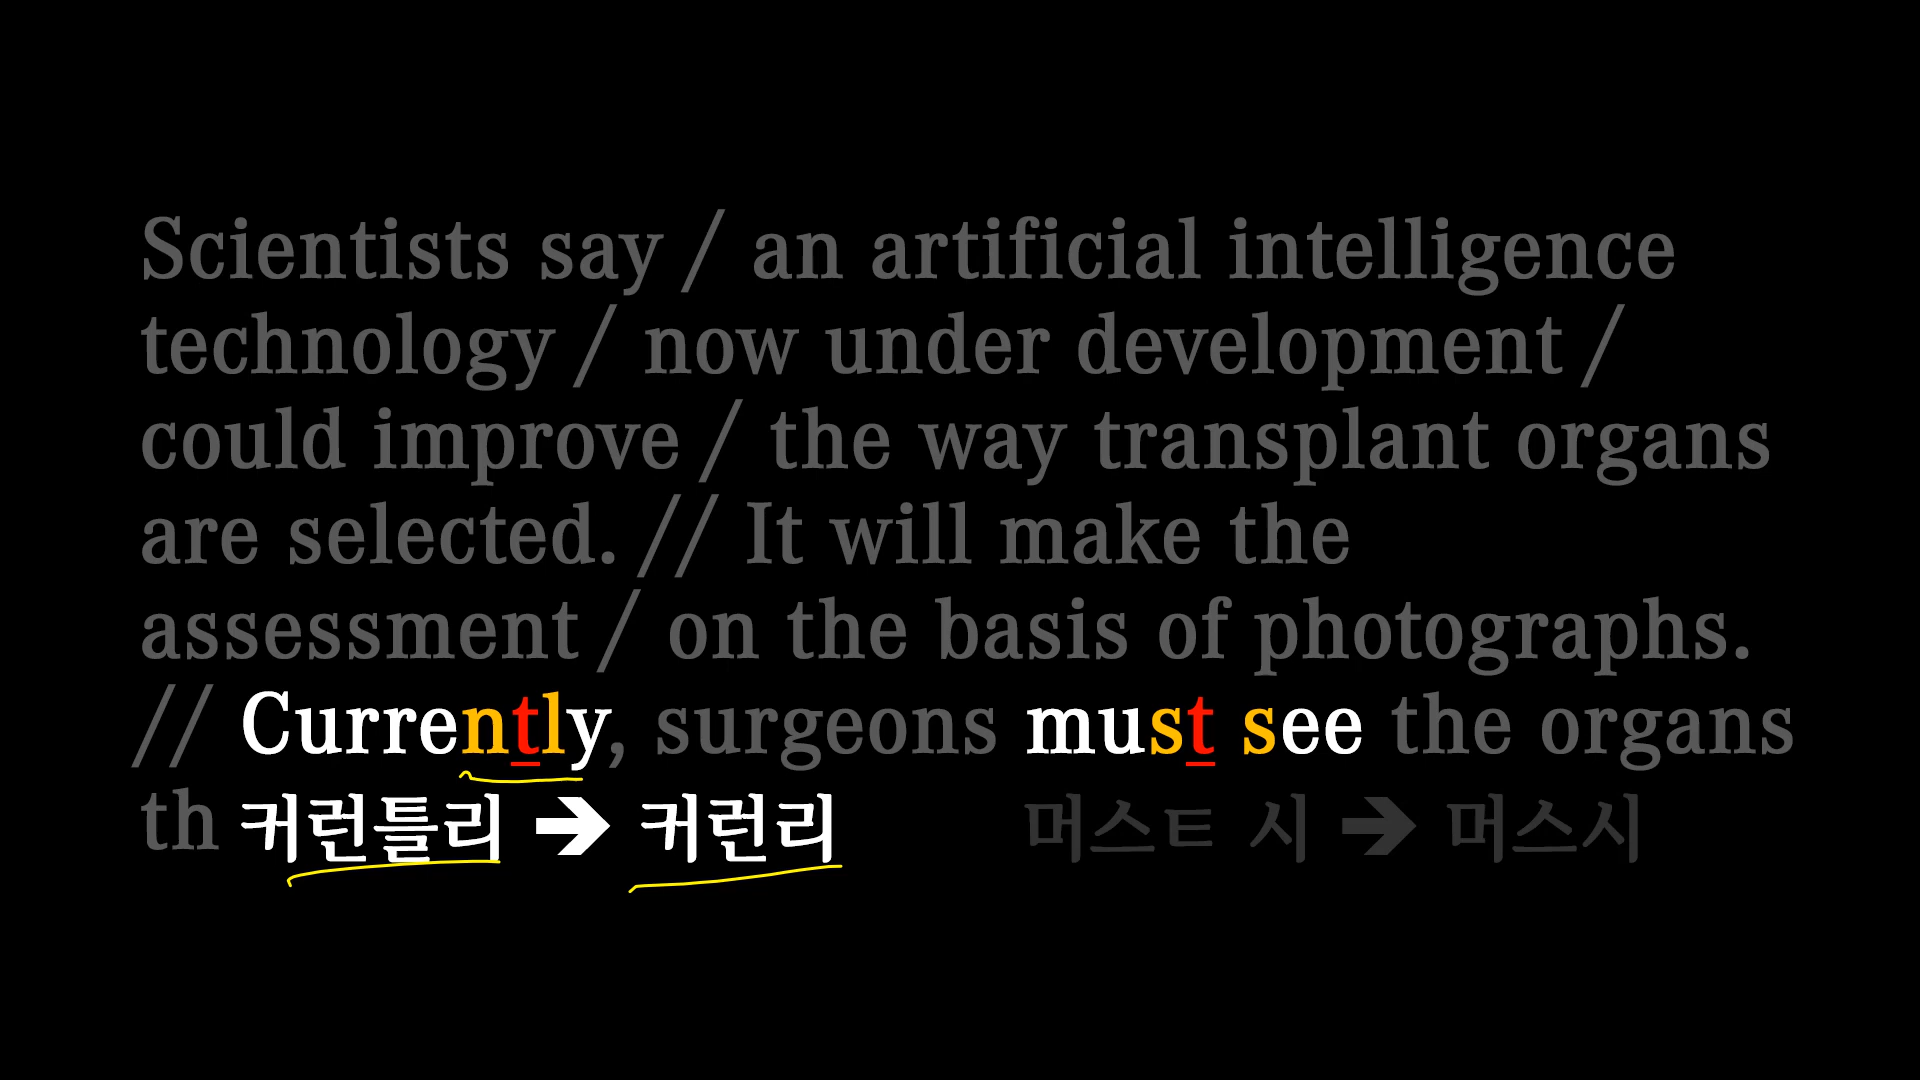 Scientists say / an artificial intelligence
technology / now under development /
could improve / the way transplant organs
are selected. // It will make the
assessment / on the basis of photographs.
// Currently, surgeons must see the organs
th 커런틀리 → 커런리 머스트 시 → 머스시